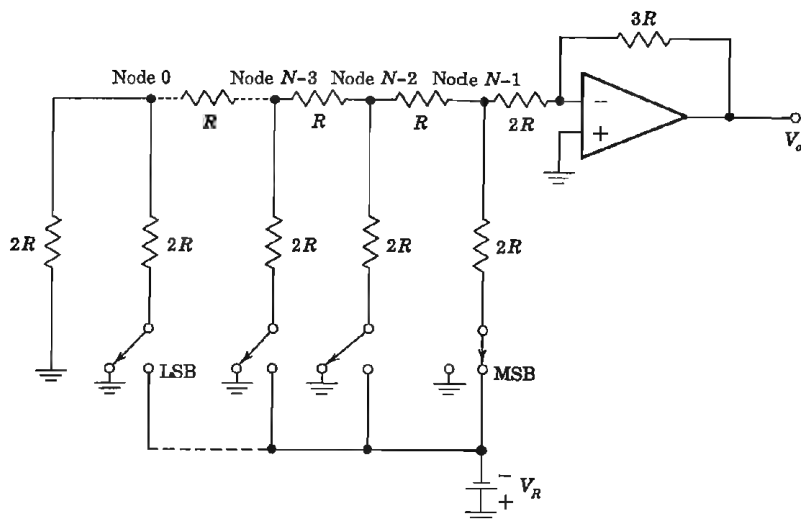 3R
Node 0
Node N-3
Node N-2
Node N-1
R
R
R
2R
−
+
V_o
2R
2R
2R
2R
2R
LSB
MSB
−
V_R
+